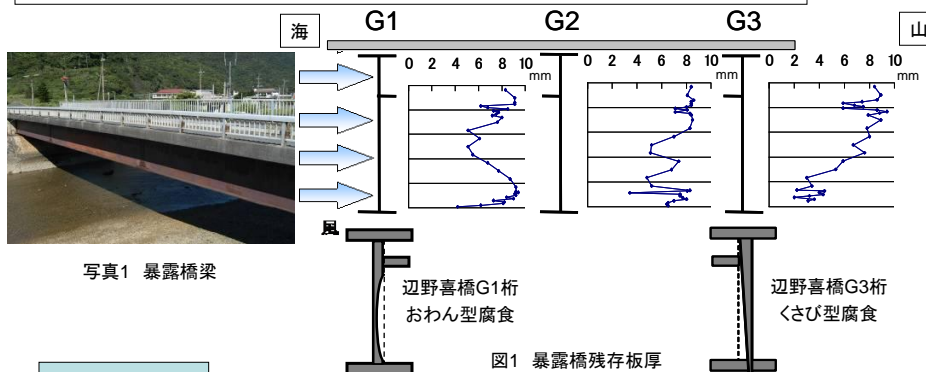 海 G1 G2 G3 山
0 2 4 6 8 10
mm
0 2 4 6 8 10
mm
0 2 4 6 8 10
mm
風
写真1 暴露橋梁
辺野喜橋G1桁
おわん型腐食
辺野喜橋G3桁
くさび型腐食
図1 暴露橋残存板厚